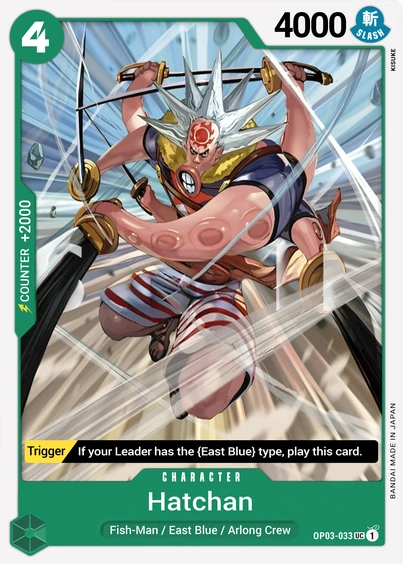 4
4000
斬
SLASH
KISUKE
COUNTER +2000
Trigger If your Leader has the {East Blue} type, play this card.
CHARACTER
Hatchan
Fish-Man / East Blue / Arlong Crew
OP03-033 UC 1
BANDAI MADE IN JAPAN